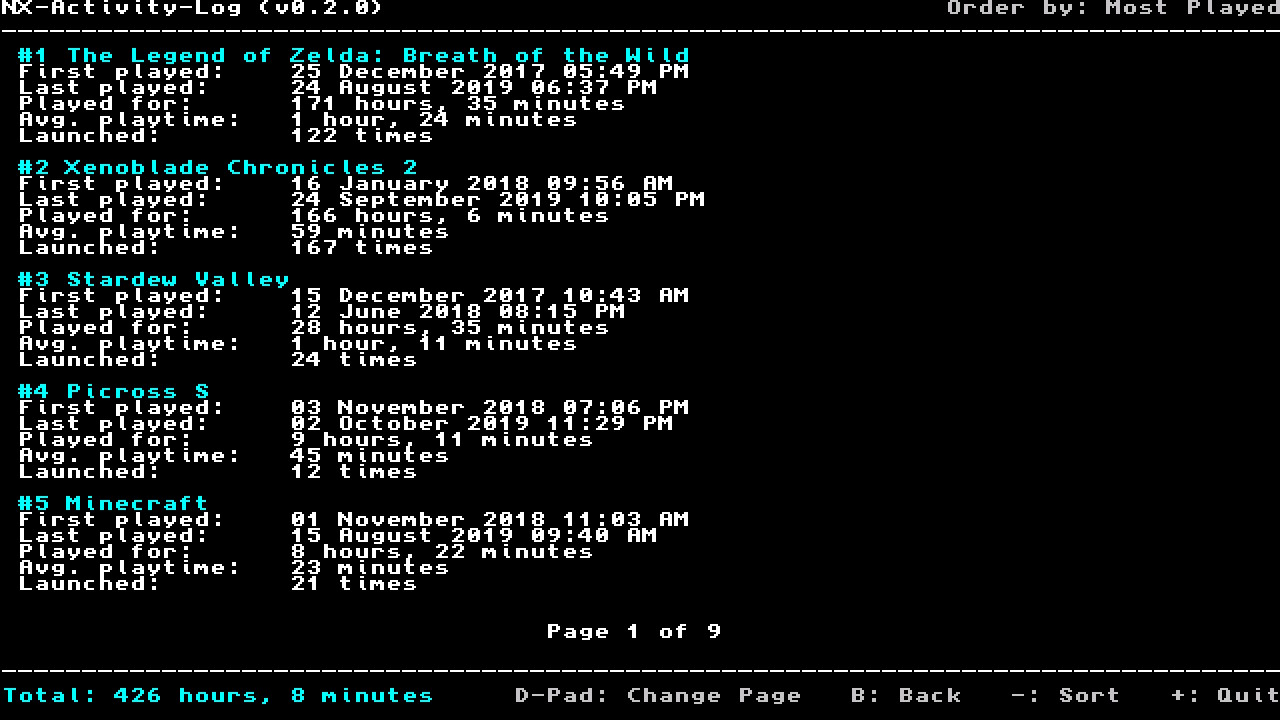 NX-Activity-Log (v0.2.0) Order by: Most Played
#1 The Legend of Zelda: Breath of the Wild
First played: 25 December 2017 05:49 PM
Last played: 24 August 2019 06:37 PM
Played for: 171 hours, 35 minutes
Avg. playtime: 1 hour, 24 minutes
Launched: 122 times
#2 Xenoblade Chronicles 2
First played: 16 January 2018 09:56 AM
Last played: 24 September 2019 10:05 PM
Played for: 166 hours, 6 minutes
Avg. playtime: 59 minutes
Launched: 167 times
#3 Stardew Valley
First played: 15 December 2017 10:43 AM
Last played: 12 June 2018 08:15 PM
Played for: 28 hours, 35 minutes
Avg. playtime: 1 hour, 11 minutes
Launched: 24 times
#4 Picross S
First played: 03 November 2018 07:06 PM
Last played: 02 October 2019 11:29 PM
Played for: 9 hours, 11 minutes
Avg. playtime: 45 minutes
Launched: 12 times
#5 Minecraft
First played: 01 November 2018 11:03 AM
Last played: 15 August 2019 09:40 AM
Played for: 8 hours, 22 minutes
Avg. playtime: 23 minutes
Launched: 21 times
Page 1 of 9
Total: 426 hours, 8 minutes D-Pad: Change Page B: Back -: Sort +: Quit